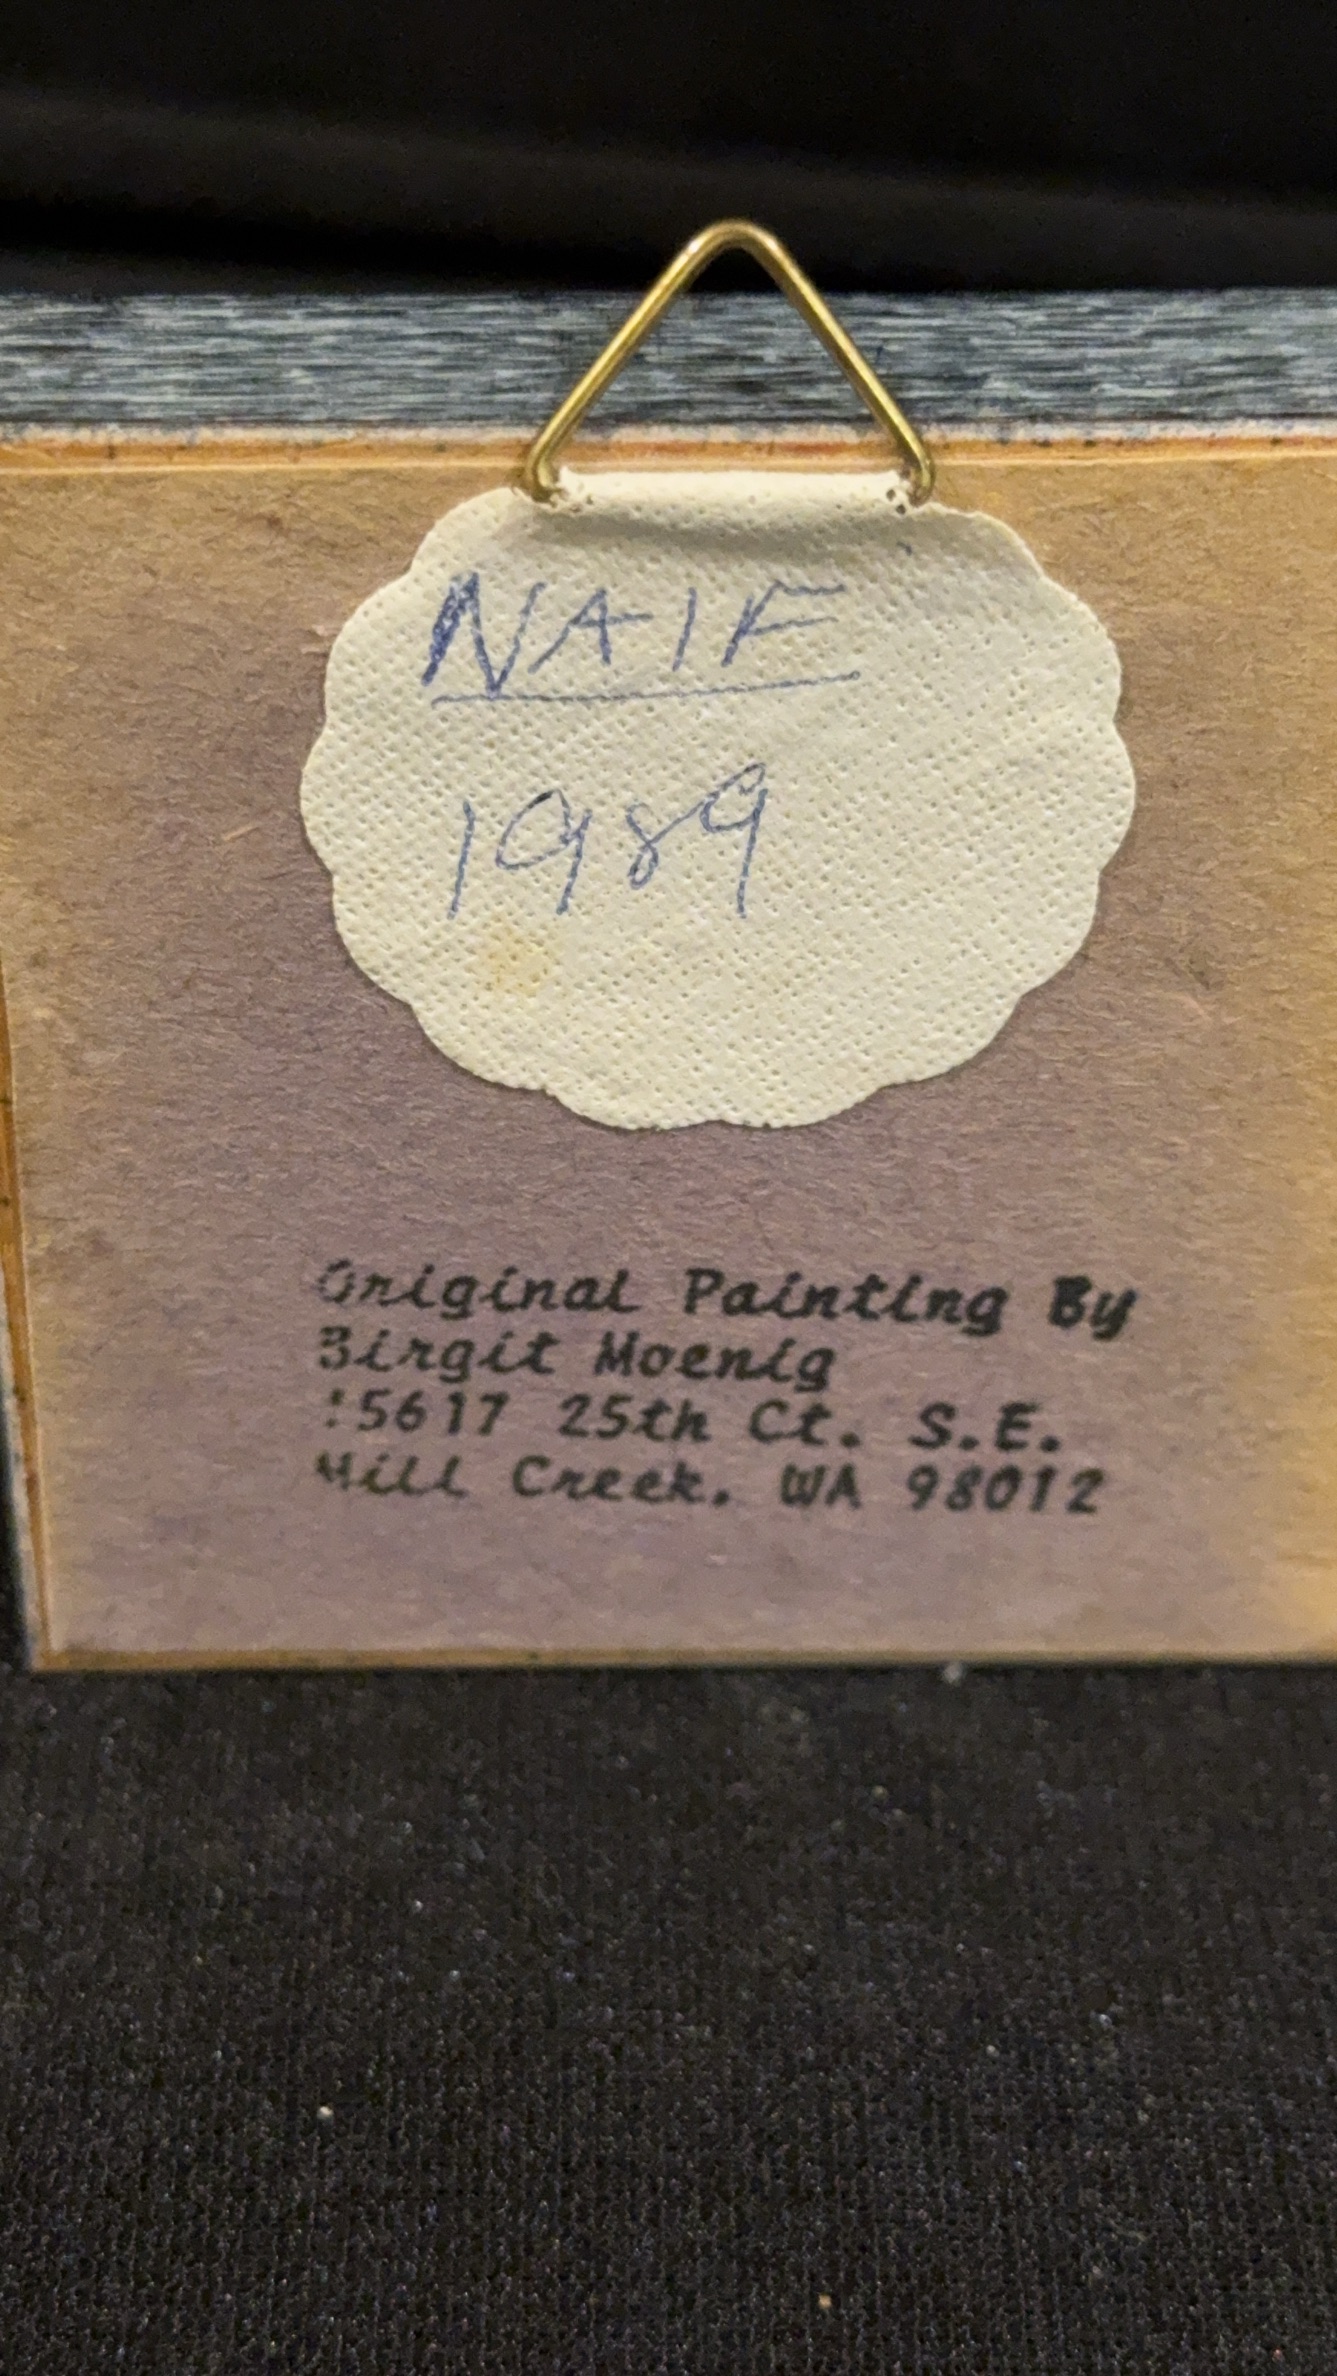 NAIF
1989
Original Painting By
Birgit Moenig
15617 25th Ct. S.E.
Mill Creek, WA 98012